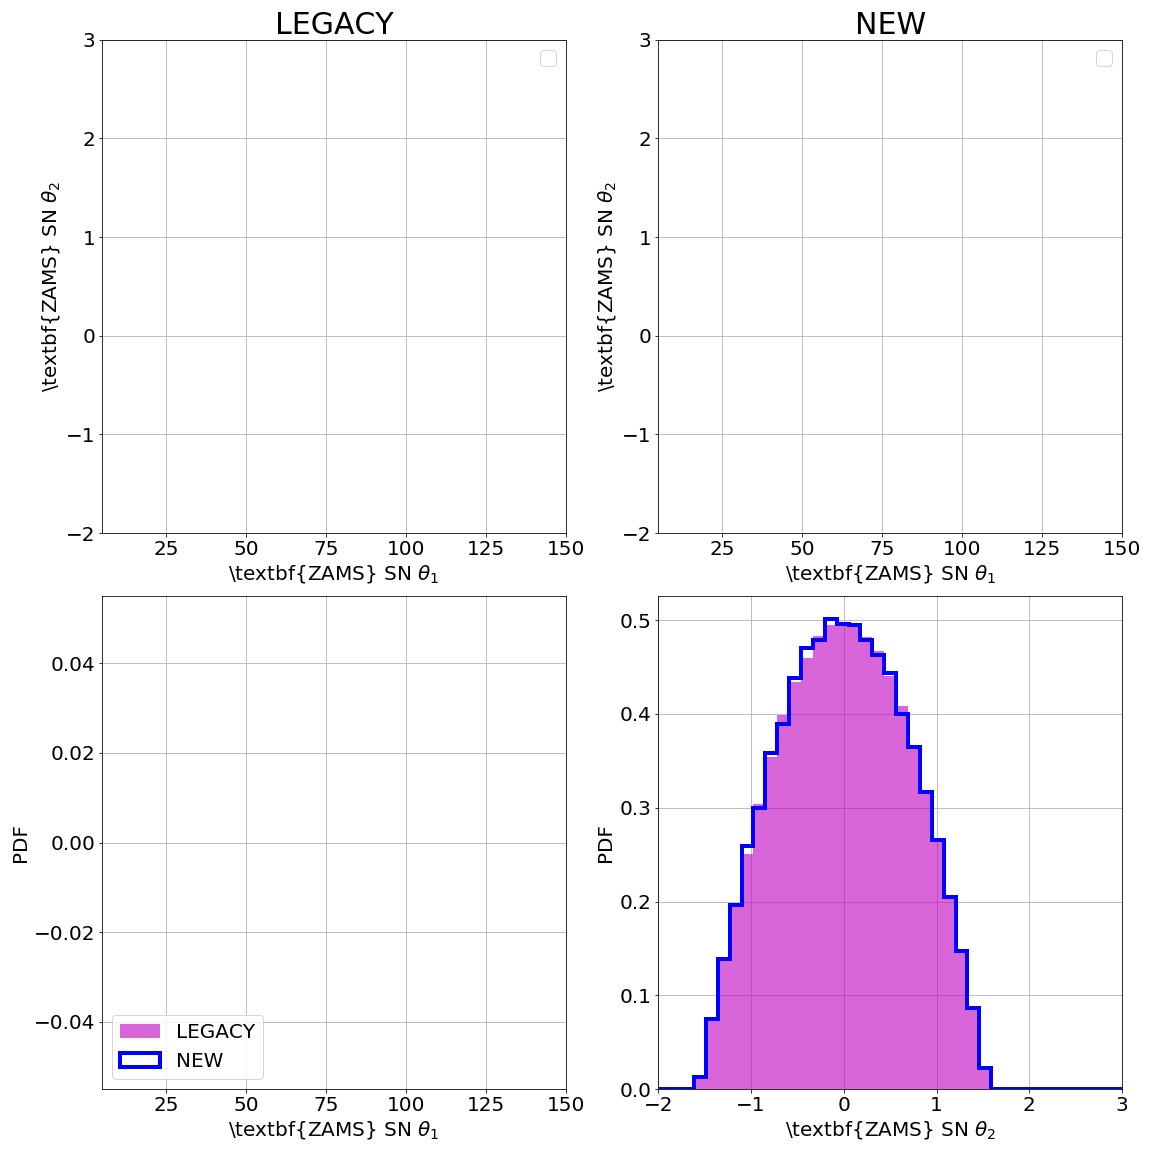 LEGACY
3
2
1
0
−1
−2
\textbf{ZAMS} SN θ₂
25 50 75 100 125 150
\textbf{ZAMS} SN θ₁
NEW
3
2
1
0
−1
−2
\textbf{ZAMS} SN θ₂
25 50 75 100 125 150
\textbf{ZAMS} SN θ₁
0.04
0.02
0.00
−0.02
−0.04
PDF
LEGACY
NEW
25 50 75 100 125 150
\textbf{ZAMS} SN θ₁
0.5
0.4
0.3
0.2
0.1
0.0
PDF
−2 −1 0 1 2 3
\textbf{ZAMS} SN θ₂